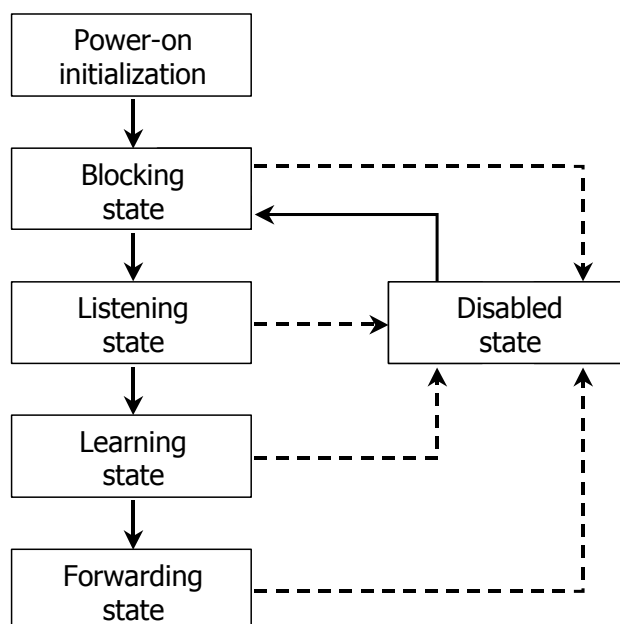 Power-on
initialization
Blocking
state
Listening
state
Disabled
state
Learning
state
Forwarding
state